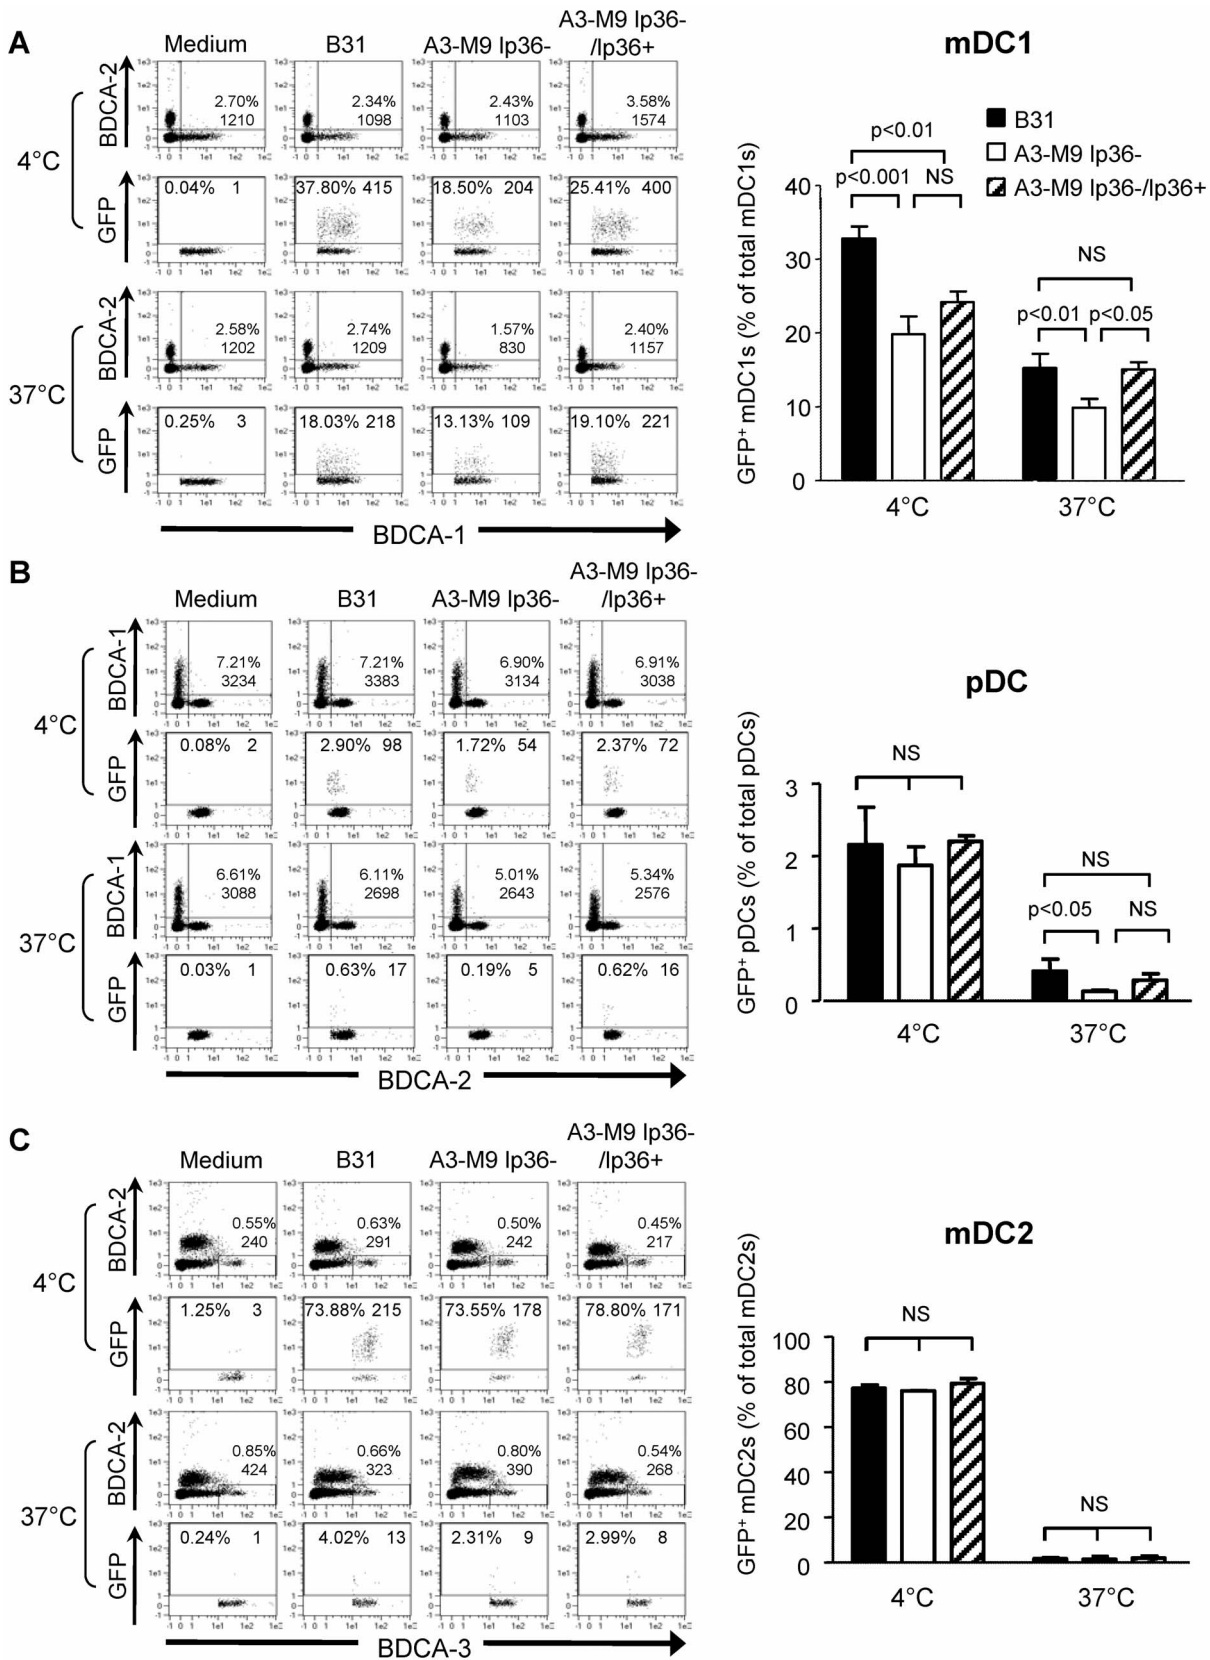 A
Medium
B31
A3-M9 lp36-
A3-M9 lp36-
/lp36+
4°C
BDCA-2
2.70%
1210
2.34%
1098
2.43%
1103
3.58%
1574
GFP
0.04% 1
37.80% 415
18.50% 204
25.41% 400
37°C
BDCA-2
2.58%
1202
2.74%
1209
1.57%
830
2.40%
1157
GFP
0.25% 3
18.03% 218
13.13% 109
19.10% 221
BDCA-1
mDC1
B31
A3-M9 lp36-
A3-M9 lp36-/lp36+
GFP+ mDC1s (% of total mDC1s)
40
30
20
10
0
p<0.01
p<0.001
NS
NS
p<0.01
p<0.05
4°C
37°C
B
Medium
B31
A3-M9 lp36-
A3-M9 lp36-
/lp36+
4°C
BDCA-1
7.21%
3234
7.21%
3383
6.90%
3134
6.91%
3038
GFP
0.08% 2
2.90% 98
1.72% 54
2.37% 72
37°C
BDCA-1
6.61%
3088
6.11%
2698
5.01%
2643
5.34%
2576
GFP
0.03% 1
0.63% 17
0.19% 5
0.62% 16
BDCA-2
pDC
GFP+ pDCs (% of total pDCs)
3
2
1
0
NS
NS
p<0.05
NS
4°C
37°C
C
Medium
B31
A3-M9 lp36-
A3-M9 lp36-
/lp36+
4°C
BDCA-2
0.55%
240
0.63%
291
0.50%
242
0.45%
217
GFP
1.25% 3
73.88% 215
73.55% 178
78.80% 171
37°C
BDCA-2
0.85%
424
0.66%
323
0.80%
390
0.54%
268
GFP
0.24% 1
4.02% 13
2.31% 9
2.99% 8
BDCA-3
mDC2
GFP+ mDC2s (% of total mDC2s)
100
80
60
40
20
0
NS
NS
4°C
37°C